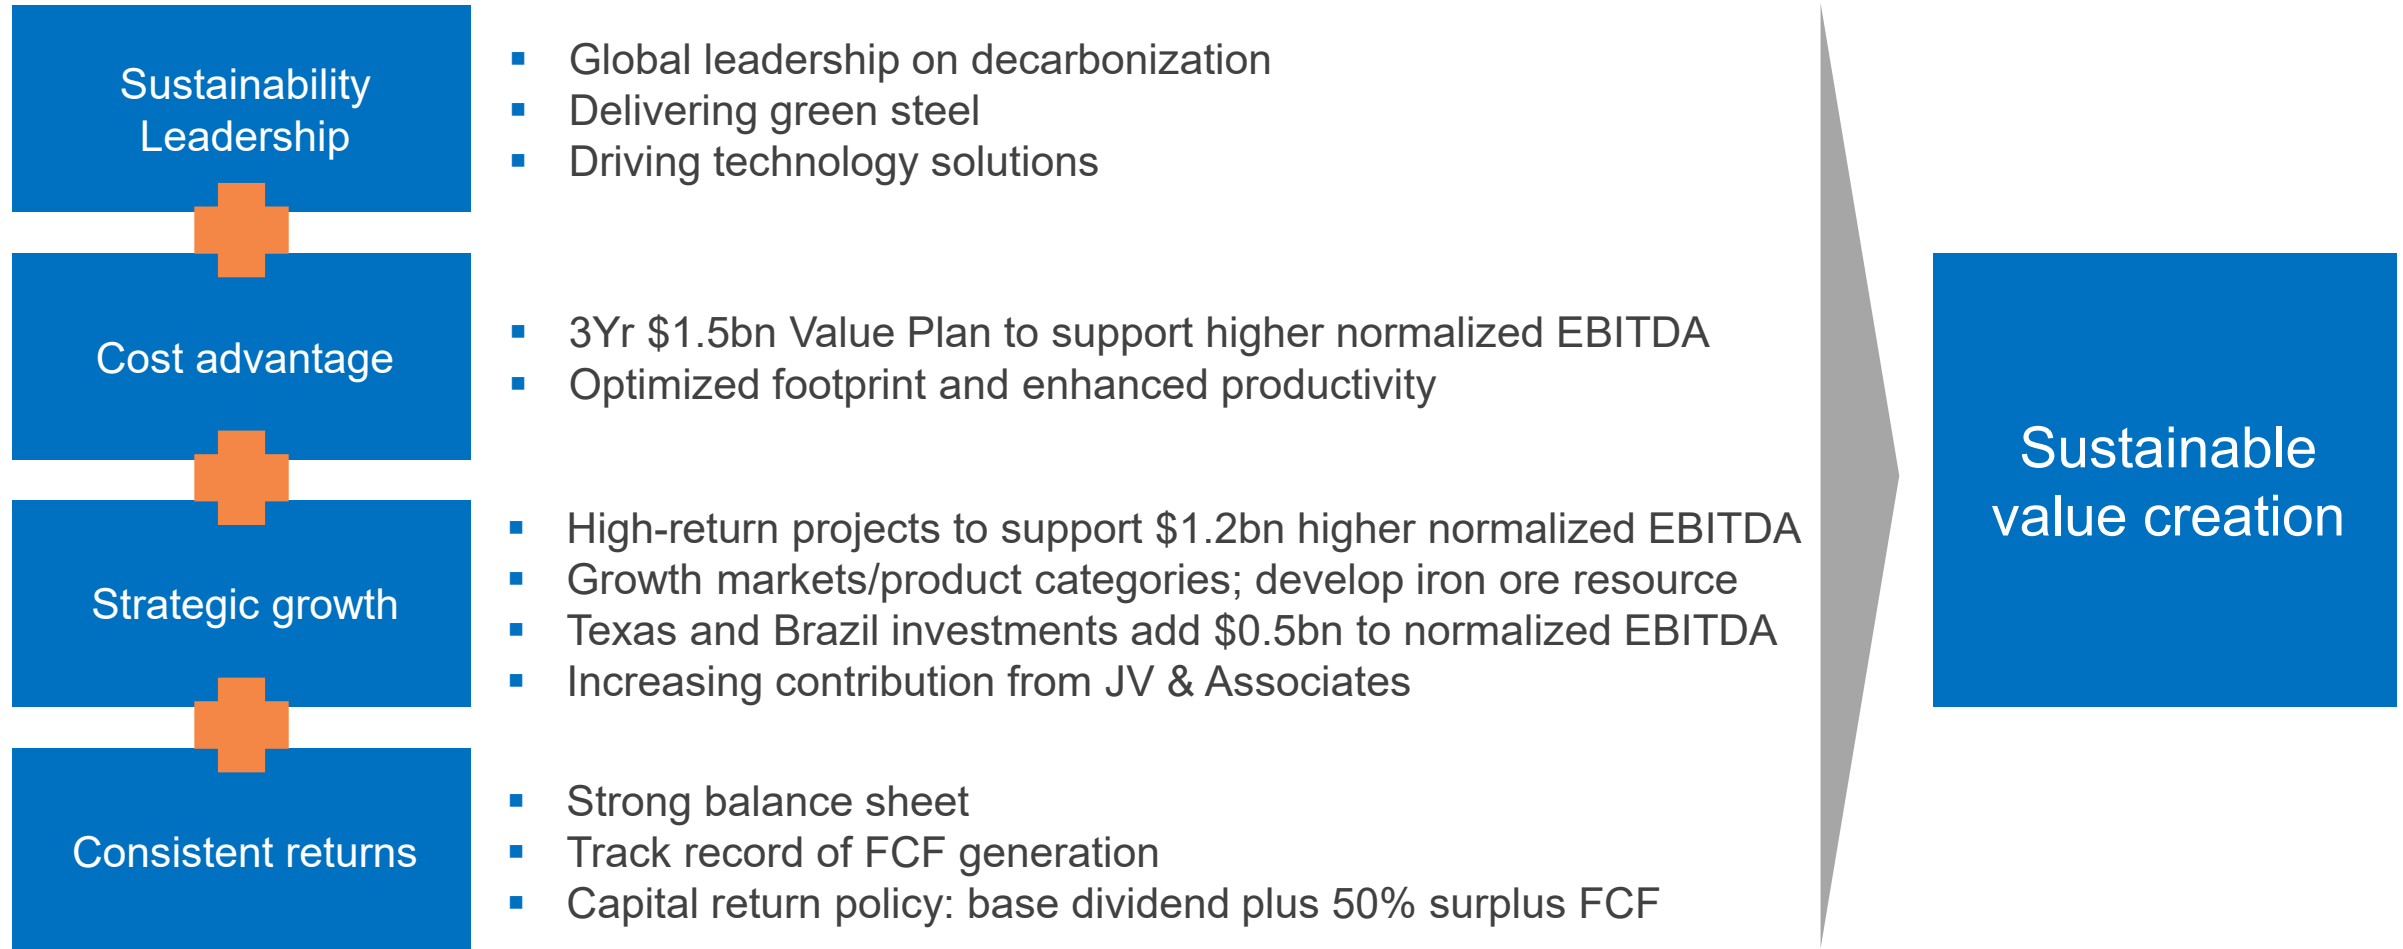 Sustainability
Leadership
▪ Global leadership on decarbonization
▪ Delivering green steel
▪ Driving technology solutions
Cost advantage
▪ 3Yr $1.5bn Value Plan to support higher normalized EBITDA
▪ Optimized footprint and enhanced productivity
Strategic growth
▪ High-return projects to support $1.2bn higher normalized EBITDA
▪ Growth markets/product categories; develop iron ore resource
▪ Texas and Brazil investments add $0.5bn to normalized EBITDA
▪ Increasing contribution from JV & Associates
Consistent returns
▪ Strong balance sheet
▪ Track record of FCF generation
▪ Capital return policy: base dividend plus 50% surplus FCF
Sustainable
value creation